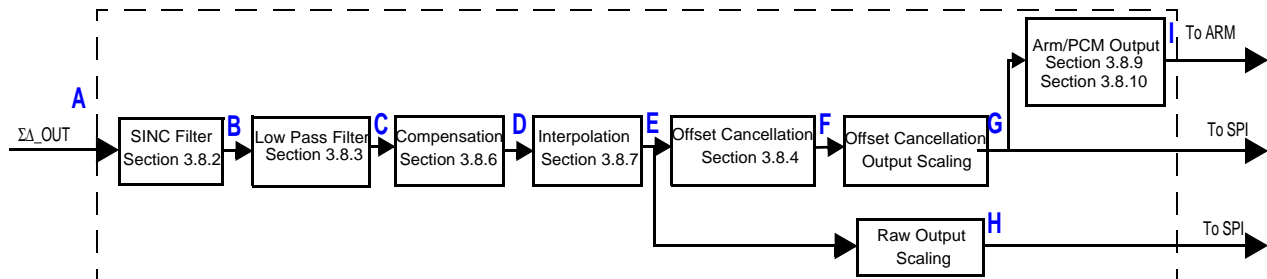 Arm/PCM Output
Section 3.8.9
Section 3.8.10
I
To ARM
A
ΣΔ_OUT
SINC Filter
Section 3.8.2
B
Low Pass Filter
Section 3.8.3
C
Compensation
Section 3.8.6
D
Interpolation
Section 3.8.7
E
Offset Cancellation
Section 3.8.4
F
Offset Cancellation
Output Scaling
G
To SPI
Raw Output
Scaling
H
To SPI